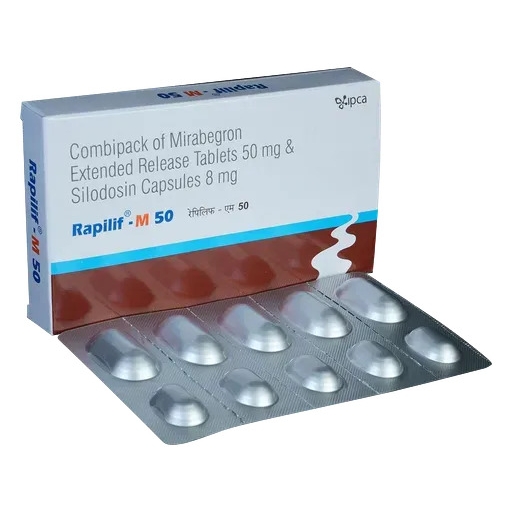 ipca
Combipack of Mirabegron
Extended Release Tablets 50 mg &
Silodosin Capsules 8 mg
Rapilif® - M 50 रेपिलिफ - एम 50
Rapilif® - M 50
Rapilif® - M 50